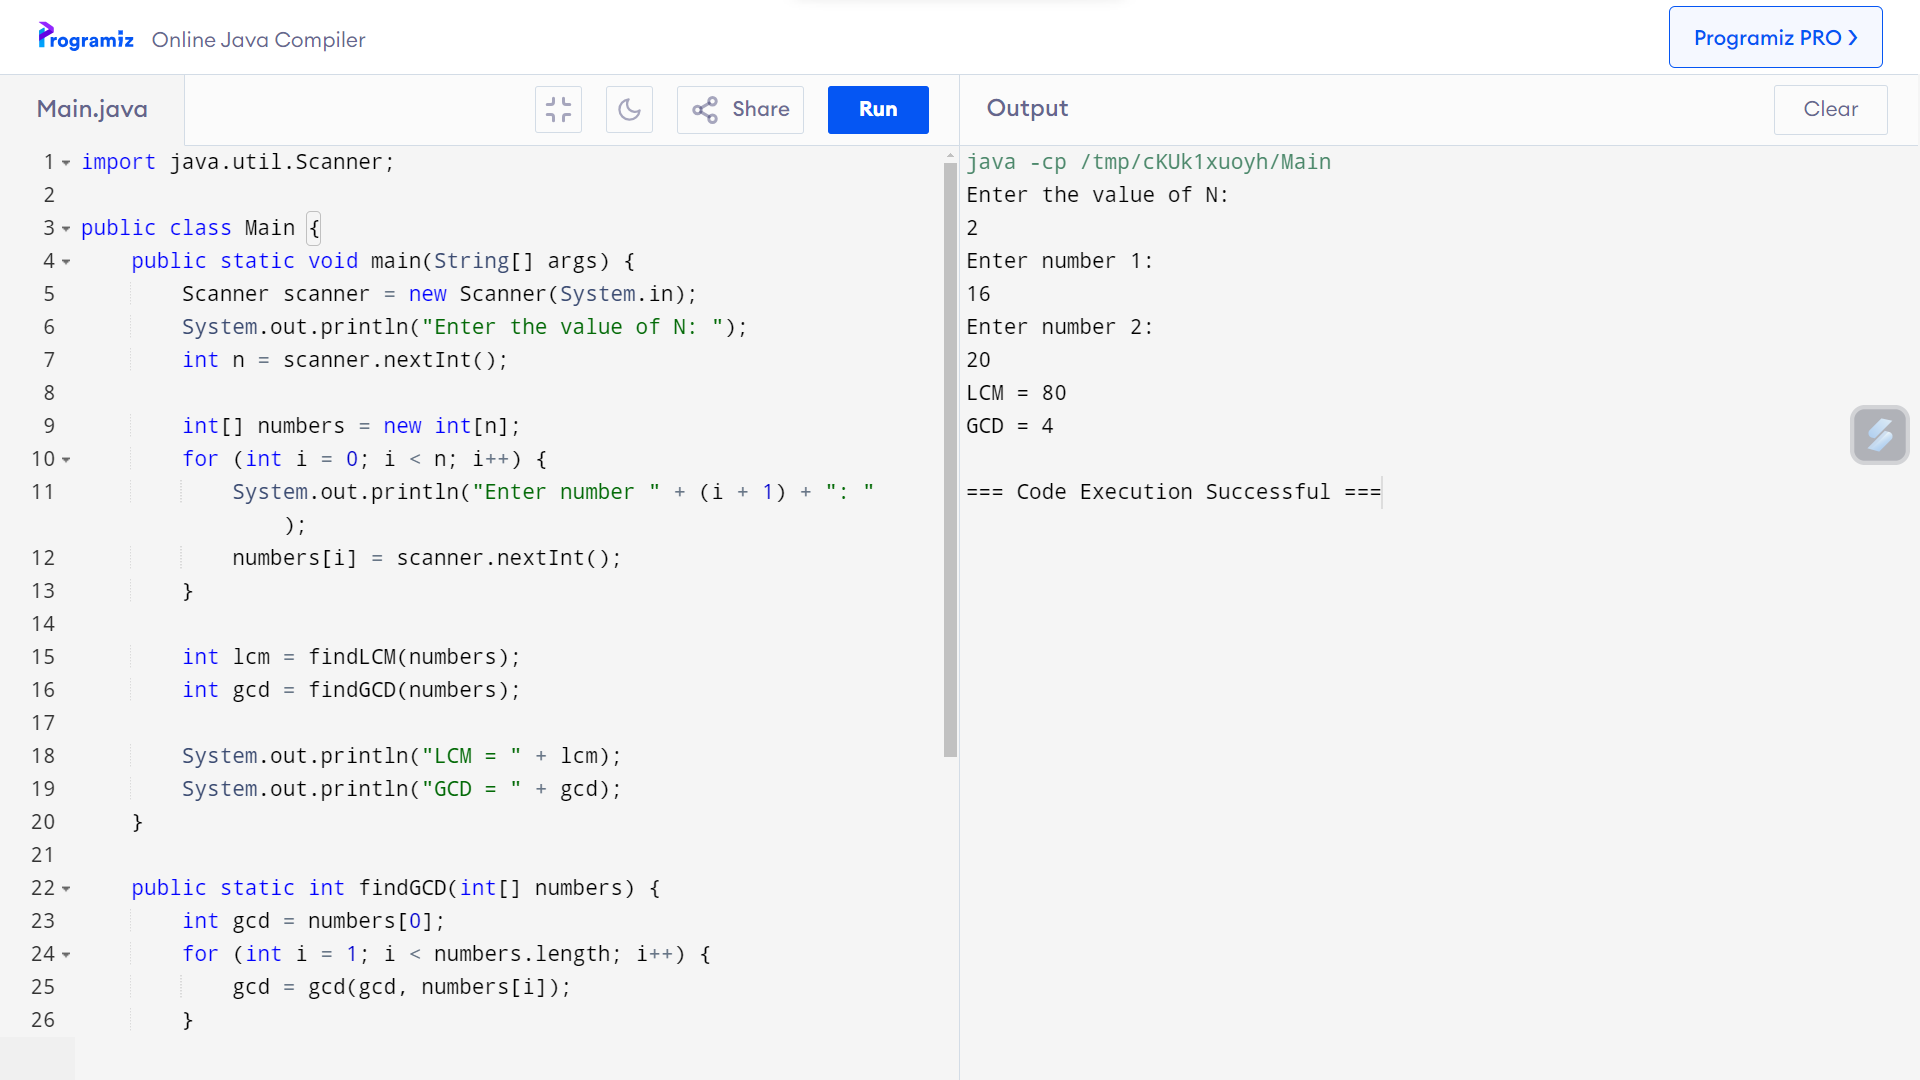 Programiz Online Java Compiler
Programiz PRO
Main.java
Share
Run
Output
Clear
1 import java.util.Scanner;
2
3 public class Main {
4     public static void main(String[] args) {
5         Scanner scanner = new Scanner(System.in);
6         System.out.println("Enter the value of N: ");
7         int n = scanner.nextInt();
8
9         int[] numbers = new int[n];
10         for (int i = 0; i < n; i++) {
11             System.out.println("Enter number " + (i + 1) + ": "
                );
12             numbers[i] = scanner.nextInt();
13         }
14
15         int lcm = findLCM(numbers);
16         int gcd = findGCD(numbers);
17
18         System.out.println("LCM = " + lcm);
19         System.out.println("GCD = " + gcd);
20     }
21
22     public static int findGCD(int[] numbers) {
23         int gcd = numbers[0];
24         for (int i = 1; i < numbers.length; i++) {
25             gcd = gcd(gcd, numbers[i]);
26         }
java -cp /tmp/cKUk1xuoyh/Main
Enter the value of N:
2
Enter number 1:
16
Enter number 2:
20
LCM = 80
GCD = 4
=== Code Execution Successful ===